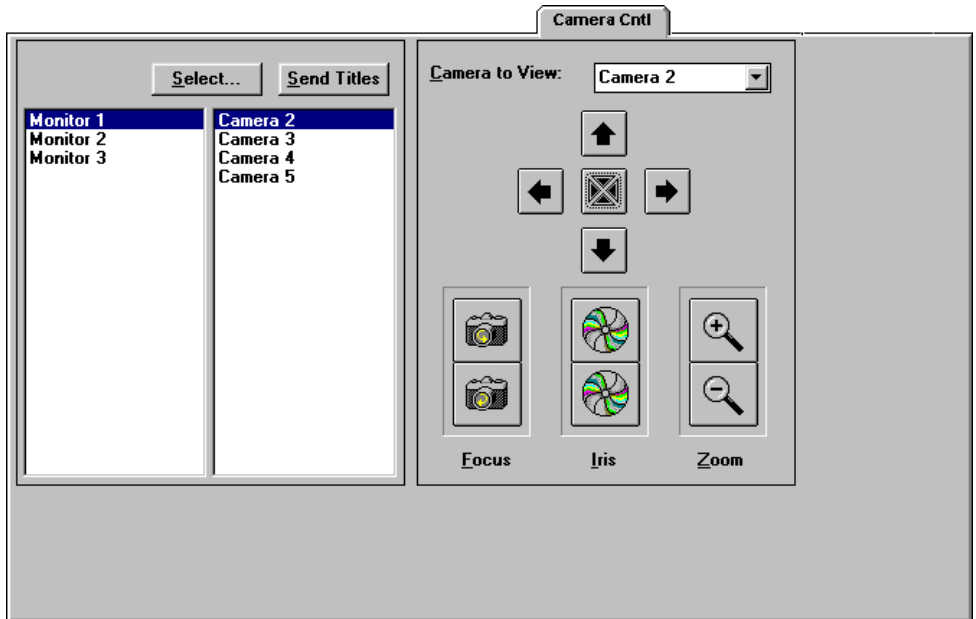 Camera Cntl
Select...
Send Titles
Monitor 1
Monitor 2
Monitor 3
Camera 2
Camera 3
Camera 4
Camera 5
Camera to View:
Camera 2
Focus
Iris
Zoom